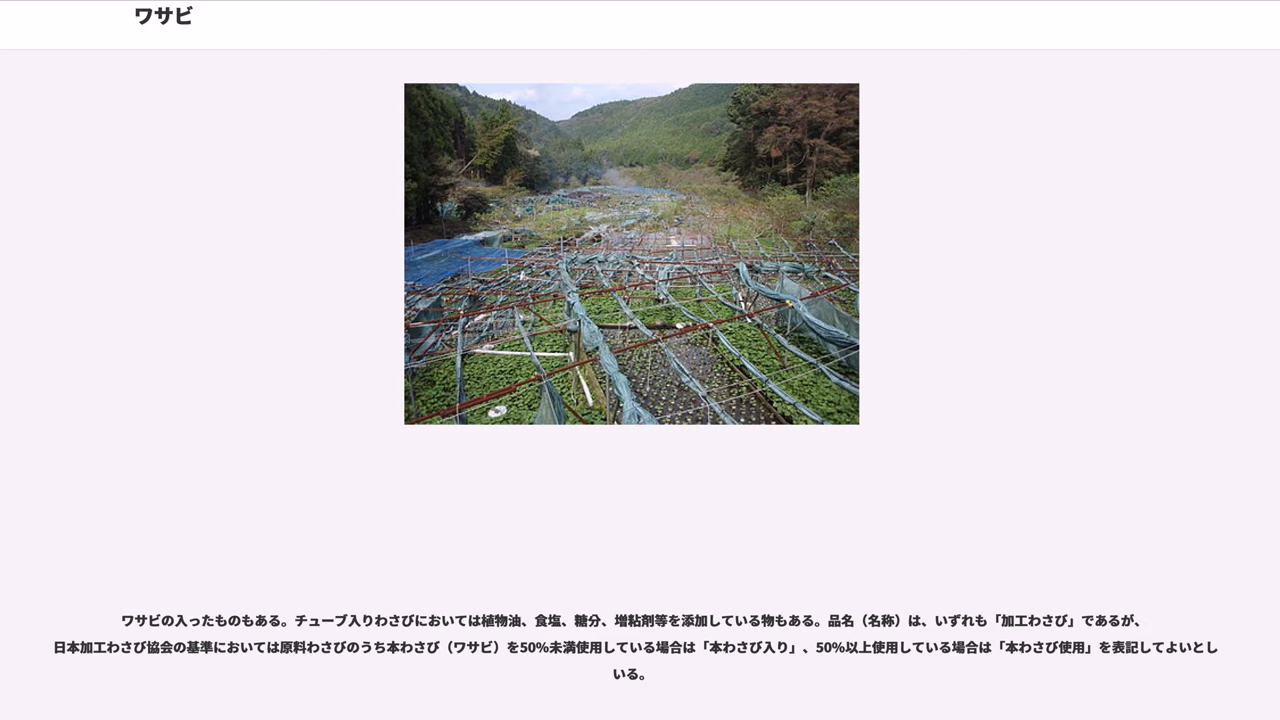 ワサビ
ワサビの入ったものもある。チューブ入りわさびにおいては植物油、食塩、糖分、増粘剤等を添加している物もある。品名（名称）は、いずれも「加工わさび」であるが、
日本加工わさび協会の基準においては原料わさびのうち本わさび（ワサビ）を50%未満使用している場合は「本わさび入り」、50%以上使用している場合は「本わさび使用」を表記してよいとし
いる。